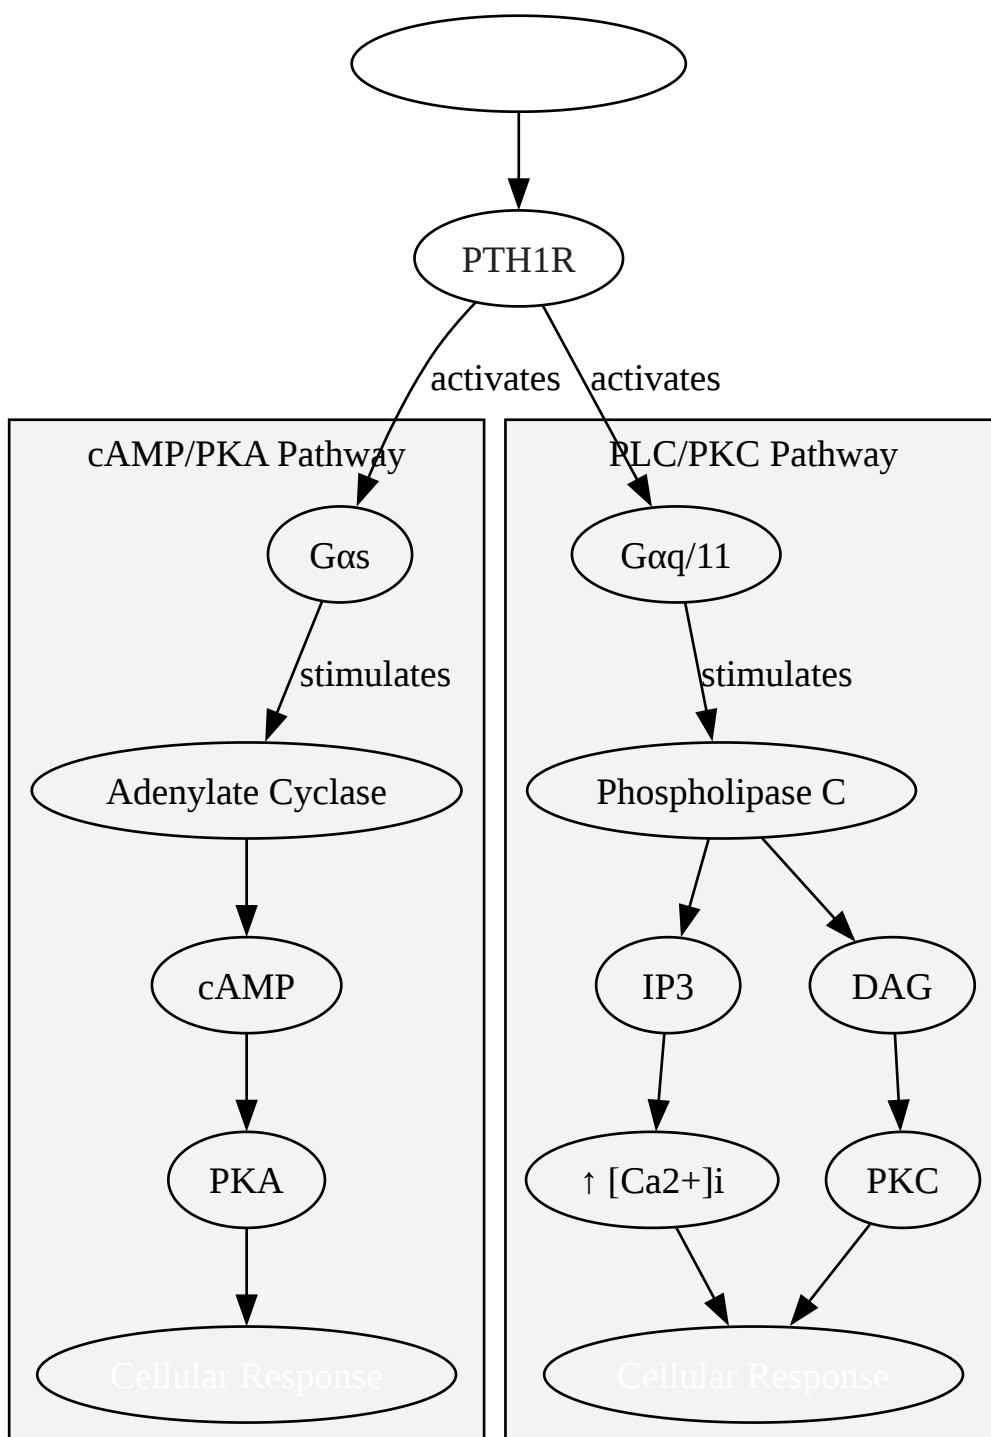 PTH1R
activates
activates
cAMP/PKA Pathway
PLC/PKC Pathway
Gαs
Gαq/11
stimulates
stimulates
Adenylate Cyclase
Phospholipase C
cAMP
IP3
DAG
PKA
↑ [Ca2+]i
PKC
Cellular Response
Cellular Response